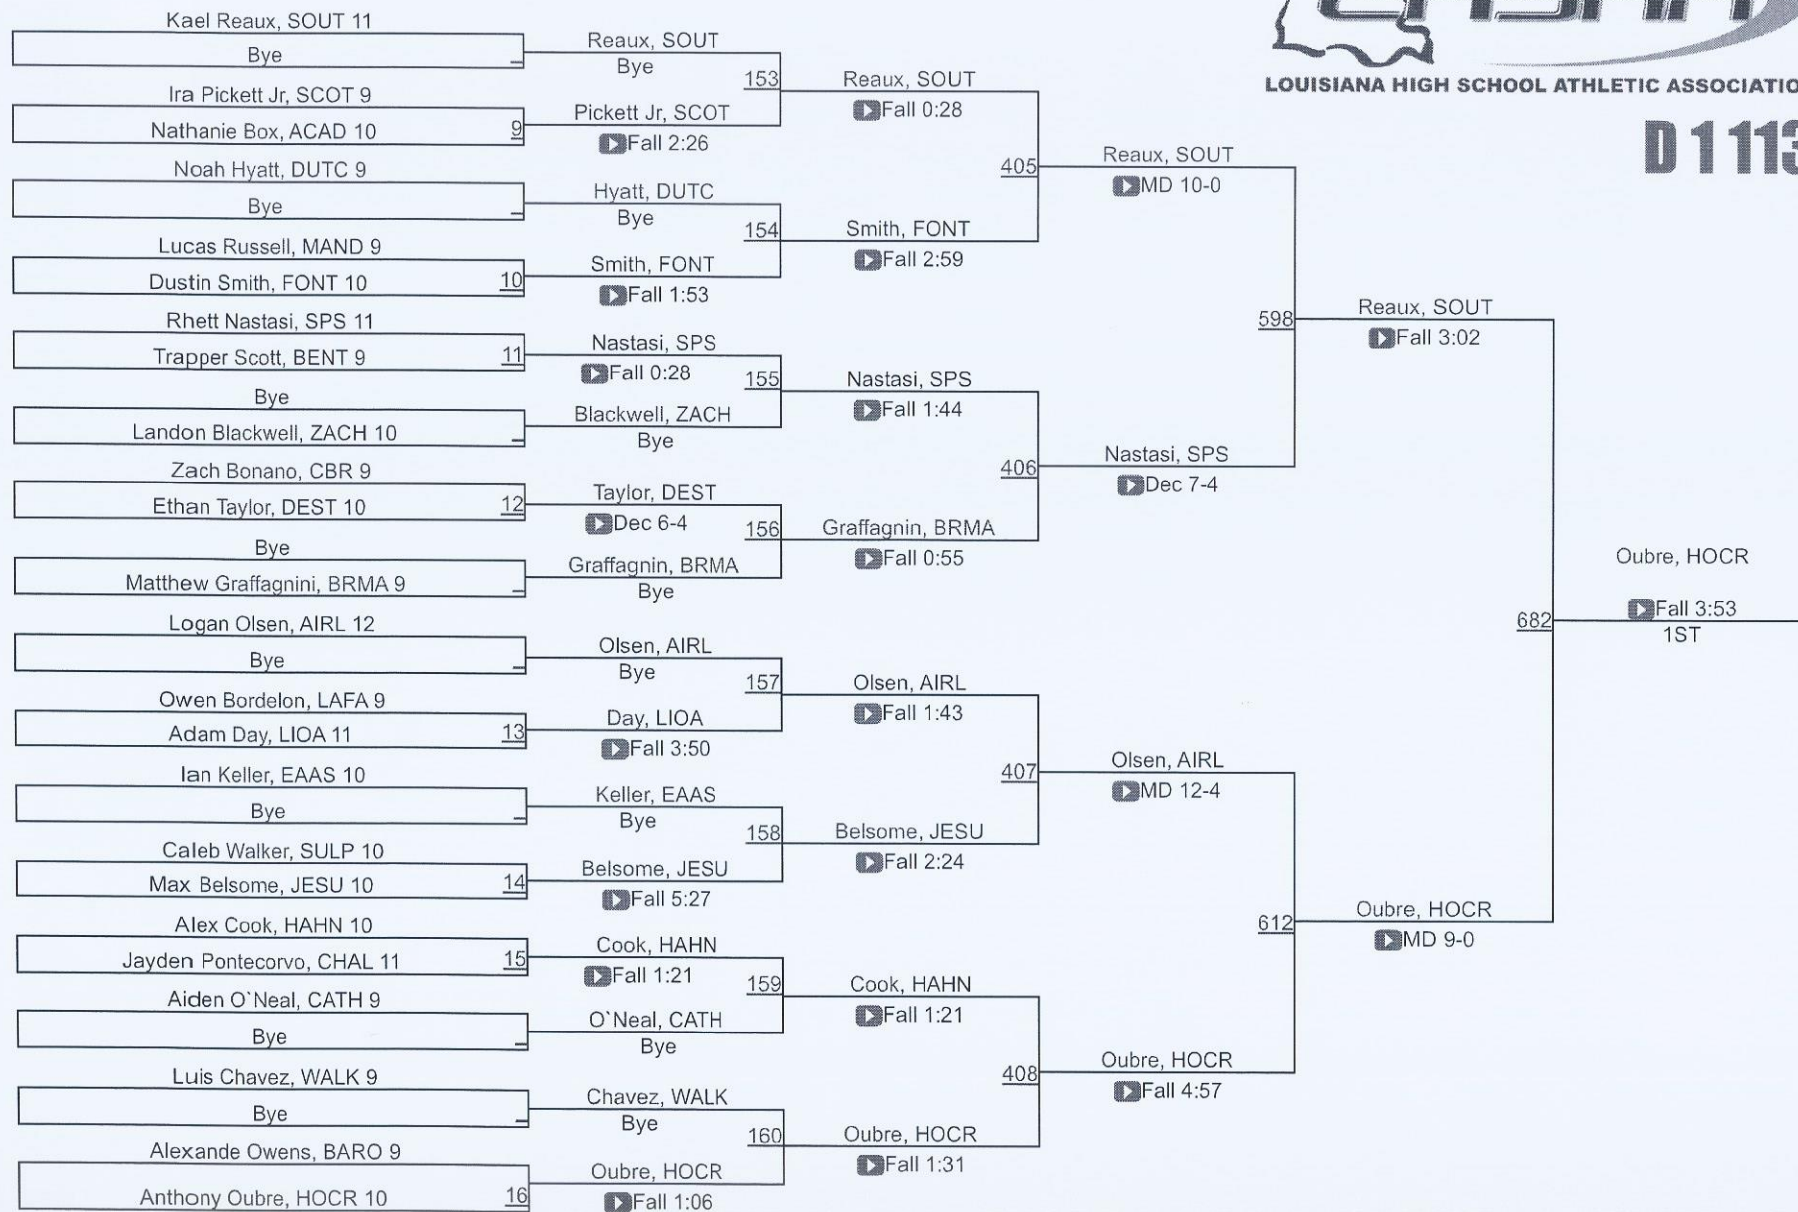 LOUISIANA HIGH SCHOOL ATHLETIC ASSOCIATIO
D 1 113
Kael Reaux, SOUT 11
Bye
Ira Pickett Jr, SCOT 9
Nathanie Box, ACAD 10 9
Noah Hyatt, DUTC 9
Bye
Lucas Russell, MAND 9
Dustin Smith, FONT 10 10
Rhett Nastasi, SPS 11
Trapper Scott, BENT 9 11
Bye
Landon Blackwell, ZACH 10
Zach Bonano, CBR 9
Ethan Taylor, DEST 10 12
Bye
Matthew Graffagnini, BRMA 9
Logan Olsen, AIRL 12
Bye
Owen Bordelon, LAFA 9
Adam Day, LIOA 11 13
Ian Keller, EAAS 10
Bye
Caleb Walker, SULP 10
Max Belsome, JESU 10 14
Alex Cook, HAHN 10
Jayden Pontecorvo, CHAL 11 15
Aiden O`Neal, CATH 9
Bye
Luis Chavez, WALK 9
Bye
Alexande Owens, BARO 9
Anthony Oubre, HOCR 10 16
Reaux, SOUT
Bye
153
Pickett Jr, SCOT
Fall 2:26
Hyatt, DUTC
Bye
154
Smith, FONT
Fall 1:53
Nastasi, SPS
Fall 0:28
155
Blackwell, ZACH
Bye
Taylor, DEST
Dec 6-4
156
Graffagnin, BRMA
Bye
Olsen, AIRL
Bye
157
Day, LIOA
Fall 3:50
Keller, EAAS
Bye
158
Belsome, JESU
Fall 5:27
Cook, HAHN
Fall 1:21
159
O`Neal, CATH
Bye
Chavez, WALK
Bye
160
Oubre, HOCR
Fall 1:06
Reaux, SOUT
Fall 0:28
405
Smith, FONT
Fall 2:59
Nastasi, SPS
Fall 1:44
406
Graffagnin, BRMA
Fall 0:55
Olsen, AIRL
Fall 1:43
407
Belsome, JESU
Fall 2:24
Cook, HAHN
Fall 1:21
408
Oubre, HOCR
Fall 1:31
Reaux, SOUT
MD 10-0
598
Nastasi, SPS
Dec 7-4
Olsen, AIRL
MD 12-4
612
Oubre, HOCR
Fall 4:57
Reaux, SOUT
Fall 3:02
682
Oubre, HOCR
MD 9-0
Oubre, HOCR
Fall 3:53
1ST